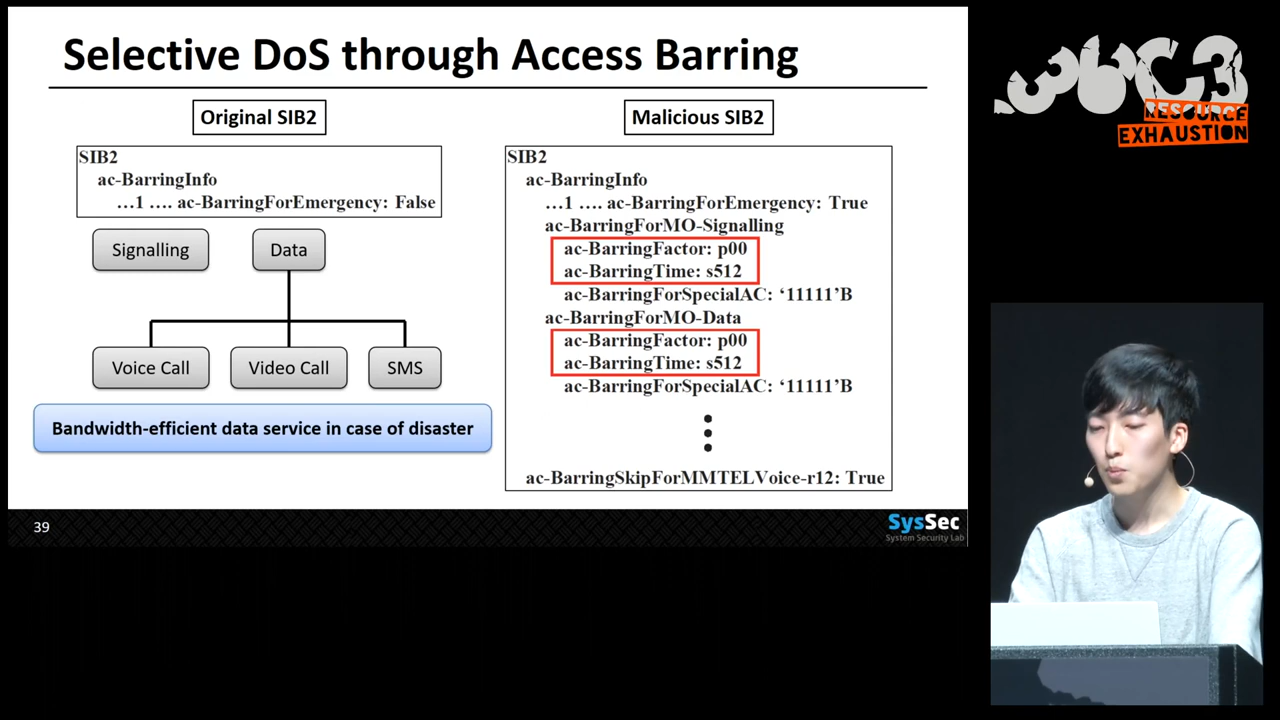 Selective DoS through Access Barring
Original SIB2
SIB2
ac-BarringInfo
…1 …. ac-BarringForEmergency: False
Signalling
Data
Voice Call
Video Call
SMS
Bandwidth-efficient data service in case of disaster
Malicious SIB2
SIB2
ac-BarringInfo
…1 …. ac-BarringForEmergency: True
ac-BarringForMO-Signalling
ac-BarringFactor: p00
ac-BarringTime: s512
ac-BarringForSpecialAC: ‘11111’B
ac-BarringForMO-Data
ac-BarringFactor: p00
ac-BarringTime: s512
ac-BarringForSpecialAC: ‘11111’B
ac-BarringSkipForMMTELVoice-r12: True
39
SysSec
System Security Lab
36C3
RESOURCE
EXHAUSTION